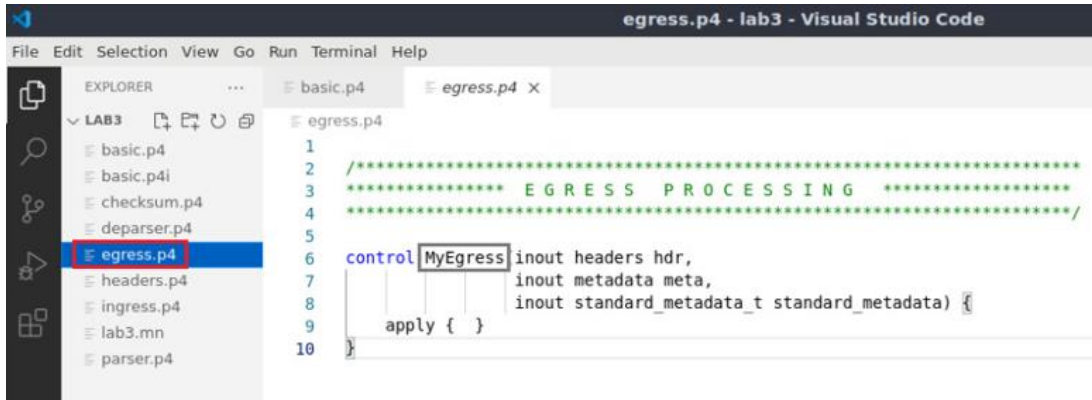 egress.p4 - lab3 - Visual Studio Code
File Edit Selection View Go Run Terminal Help
EXPLORER ...
basic.p4 egress.p4 ×
LAB3
egress.p4
basic.p4
basic.p4i
checksum.p4
deparser.p4
egress.p4
headers.p4
ingress.p4
lab3.mn
parser.p4
1
2 /*************************************************************************
3 **************** E G R E S S P R O C E S S I N G *******************
4 *************************************************************************/
5
6 control MyEgress(inout headers hdr,
7 inout metadata meta,
8 inout standard_metadata_t standard_metadata) {
9 apply { }
10 }